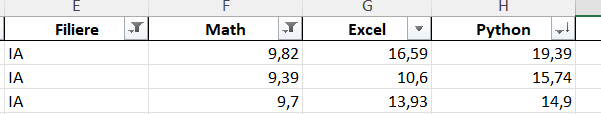 E F G H
Filiere Math Excel Python
IA 9,82 16,59 19,39
IA 9,39 10,6 15,74
IA 9,7 13,93 14,9